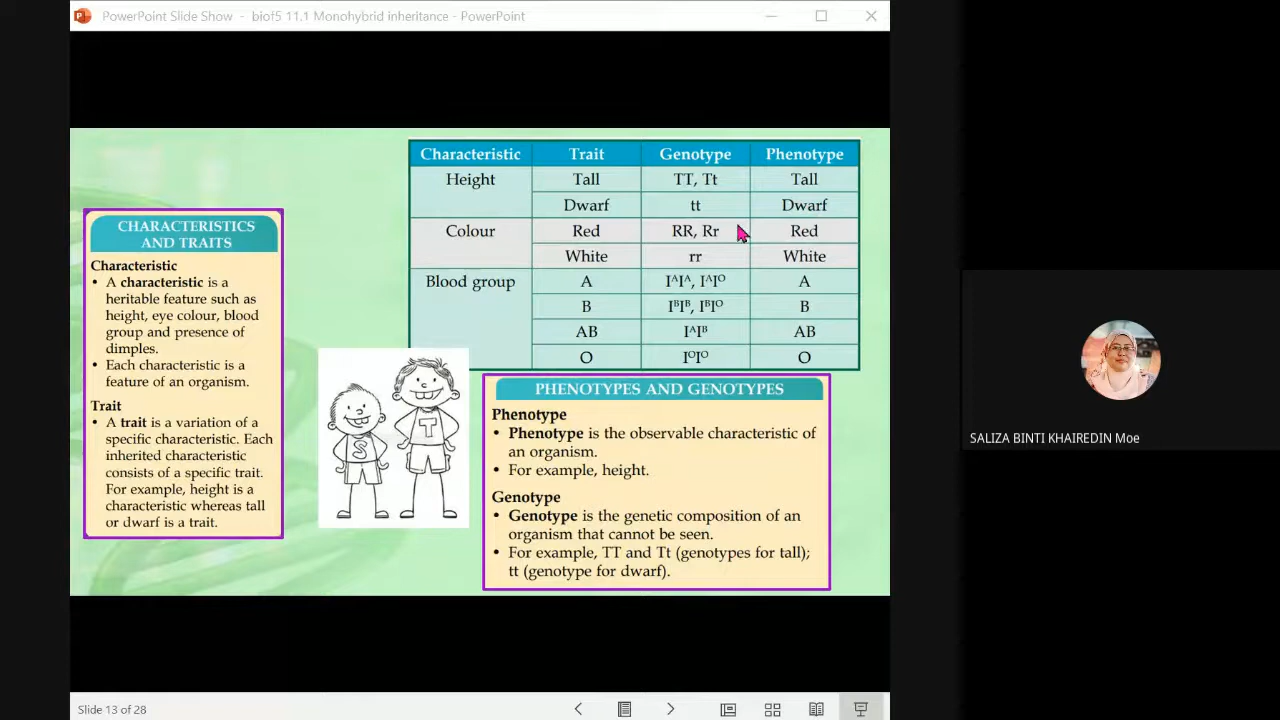 PowerPoint Slide Show - biof5 11.1 Monohybrid inheritance - PowerPoint
Characteristic Trait Genotype Phenotype
Height Tall TT, Tt Tall
Dwarf tt Dwarf
Colour Red RR, Rr Red
White rr White
Blood group A IᴬIᴬ, IᴬIᴼ A
B IᴮIᴮ, IᴮIᴼ B
AB IᴬIᴮ AB
O IᴼIᴼ O
CHARACTERISTICS
AND TRAITS
Characteristic
• A characteristic is a
heritable feature such as
height, eye colour, blood
group and presence of
dimples.
• Each characteristic is a
feature of an organism.
Trait
• A trait is a variation of a
specific characteristic. Each
inherited characteristic
consists of a specific trait.
For example, height is a
characteristic whereas tall
or dwarf is a trait.
S
T
PHENOTYPES AND GENOTYPES
Phenotype
• Phenotype is the observable characteristic of
an organism.
• For example, height.
Genotype
• Genotype is the genetic composition of an
organism that cannot be seen.
• For example, TT and Tt (genotypes for tall);
tt (genotype for dwarf).
SALIZA BINTI KHAIREDIN Moe
Slide 13 of 28